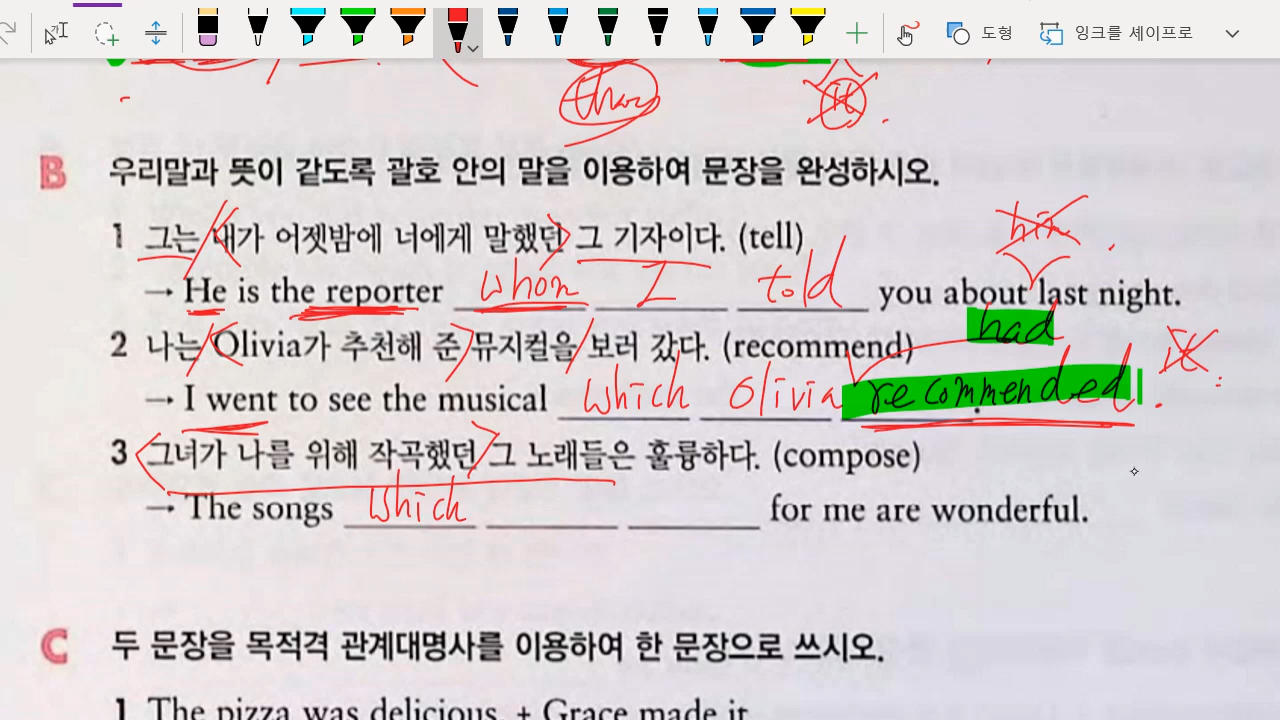 도형 잉크를 셰이프로
than it
B 우리말과 뜻이 같도록 괄호 안의 말을 이용하여 문장을 완성하시오.
1 그는 내가 어젯밤에 너에게 말했던 그 기자이다. (tell)
him
→ He is the reporter whom I told you about last night.
had
2 나는 Olivia가 추천해 준 뮤지컬을 보러 갔다. (recommend)
it
→ I went to see the musical which Olivia recommended.
3 그녀가 나를 위해 작곡했던 그 노래들은 훌륭하다. (compose)
→ The songs which for me are wonderful.
C 두 문장을 목적격 관계대명사를 이용하여 한 문장으로 쓰시오.
1 The pizza was delicious. + Grace made it.